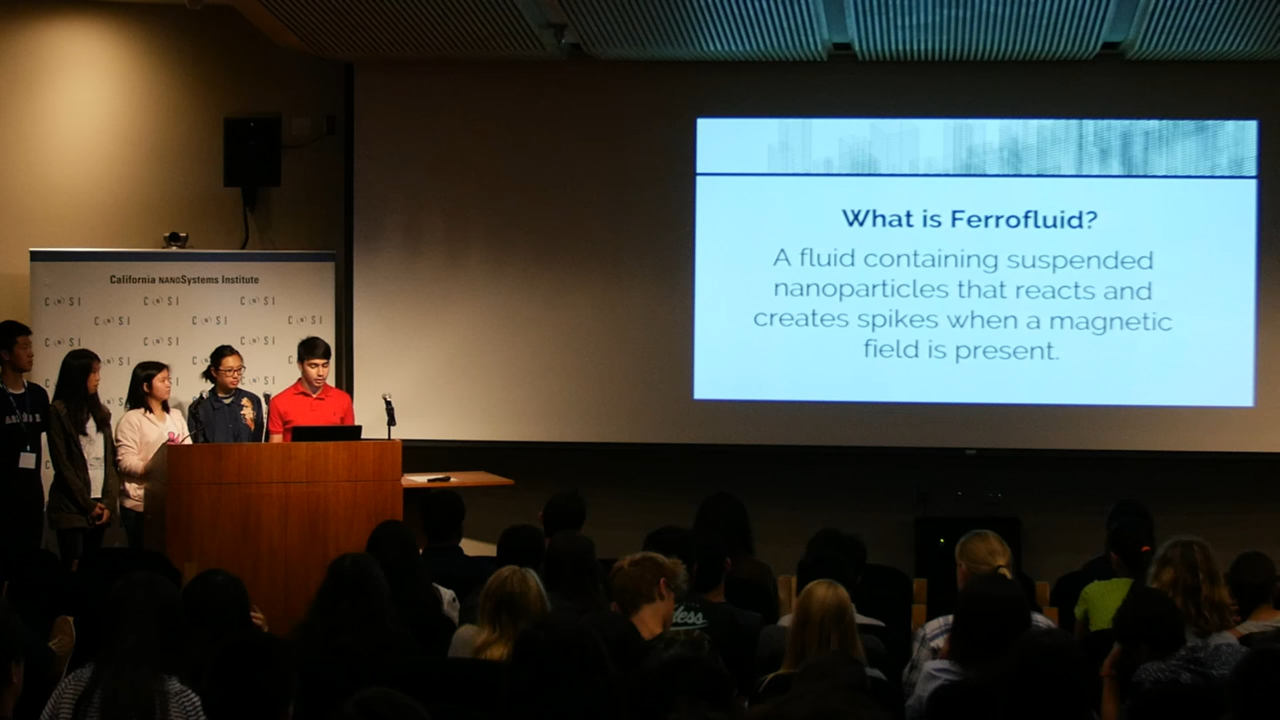 California NANOSystems Institute
C (N) S I C (N) S I C (N) S I
C (N) S I C (N) S I C (N) S I
C (N) S I C (N) S I C (N) S I
What is Ferrofluid?
A fluid containing suspended
nanoparticles that reacts and
creates spikes when a magnetic
field is present.